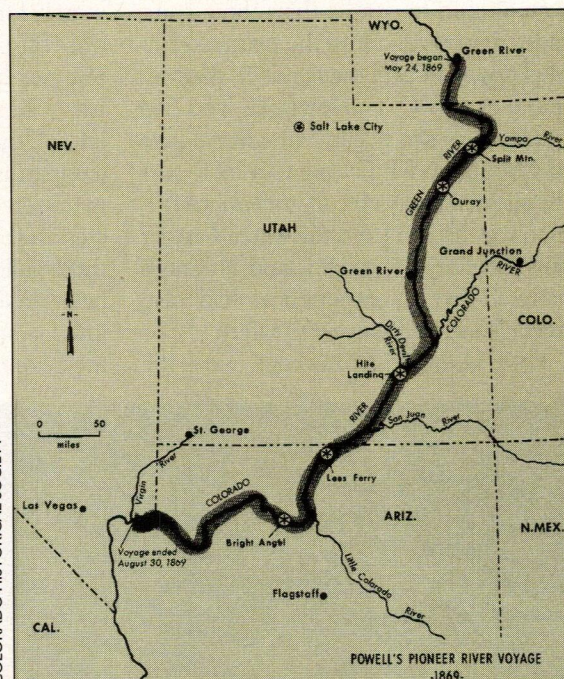 WYO.
Green River
Voyage began
May 24, 1869
Salt Lake City
NEV.
Yampa River
Split Mtn.
GREEN RIVER
Ouray
UTAH
Grand Junction
Green River
COLORADO RIVER
-N-
COLO.
Dirty Devil
River
Hite
Landing
0 50
miles
RIVER
San Juan River
St. George
Virgin River
Lees Ferry
COLORADO
Las Vegas
ARIZ.
N.MEX.
Bright Angel
Voyage ended
August 30, 1869
Little Colorado River
Flagstaff
CAL.
POWELL'S PIONEER RIVER VOYAGE
-1869-
COLORADO HISTORICAL SOCIETY